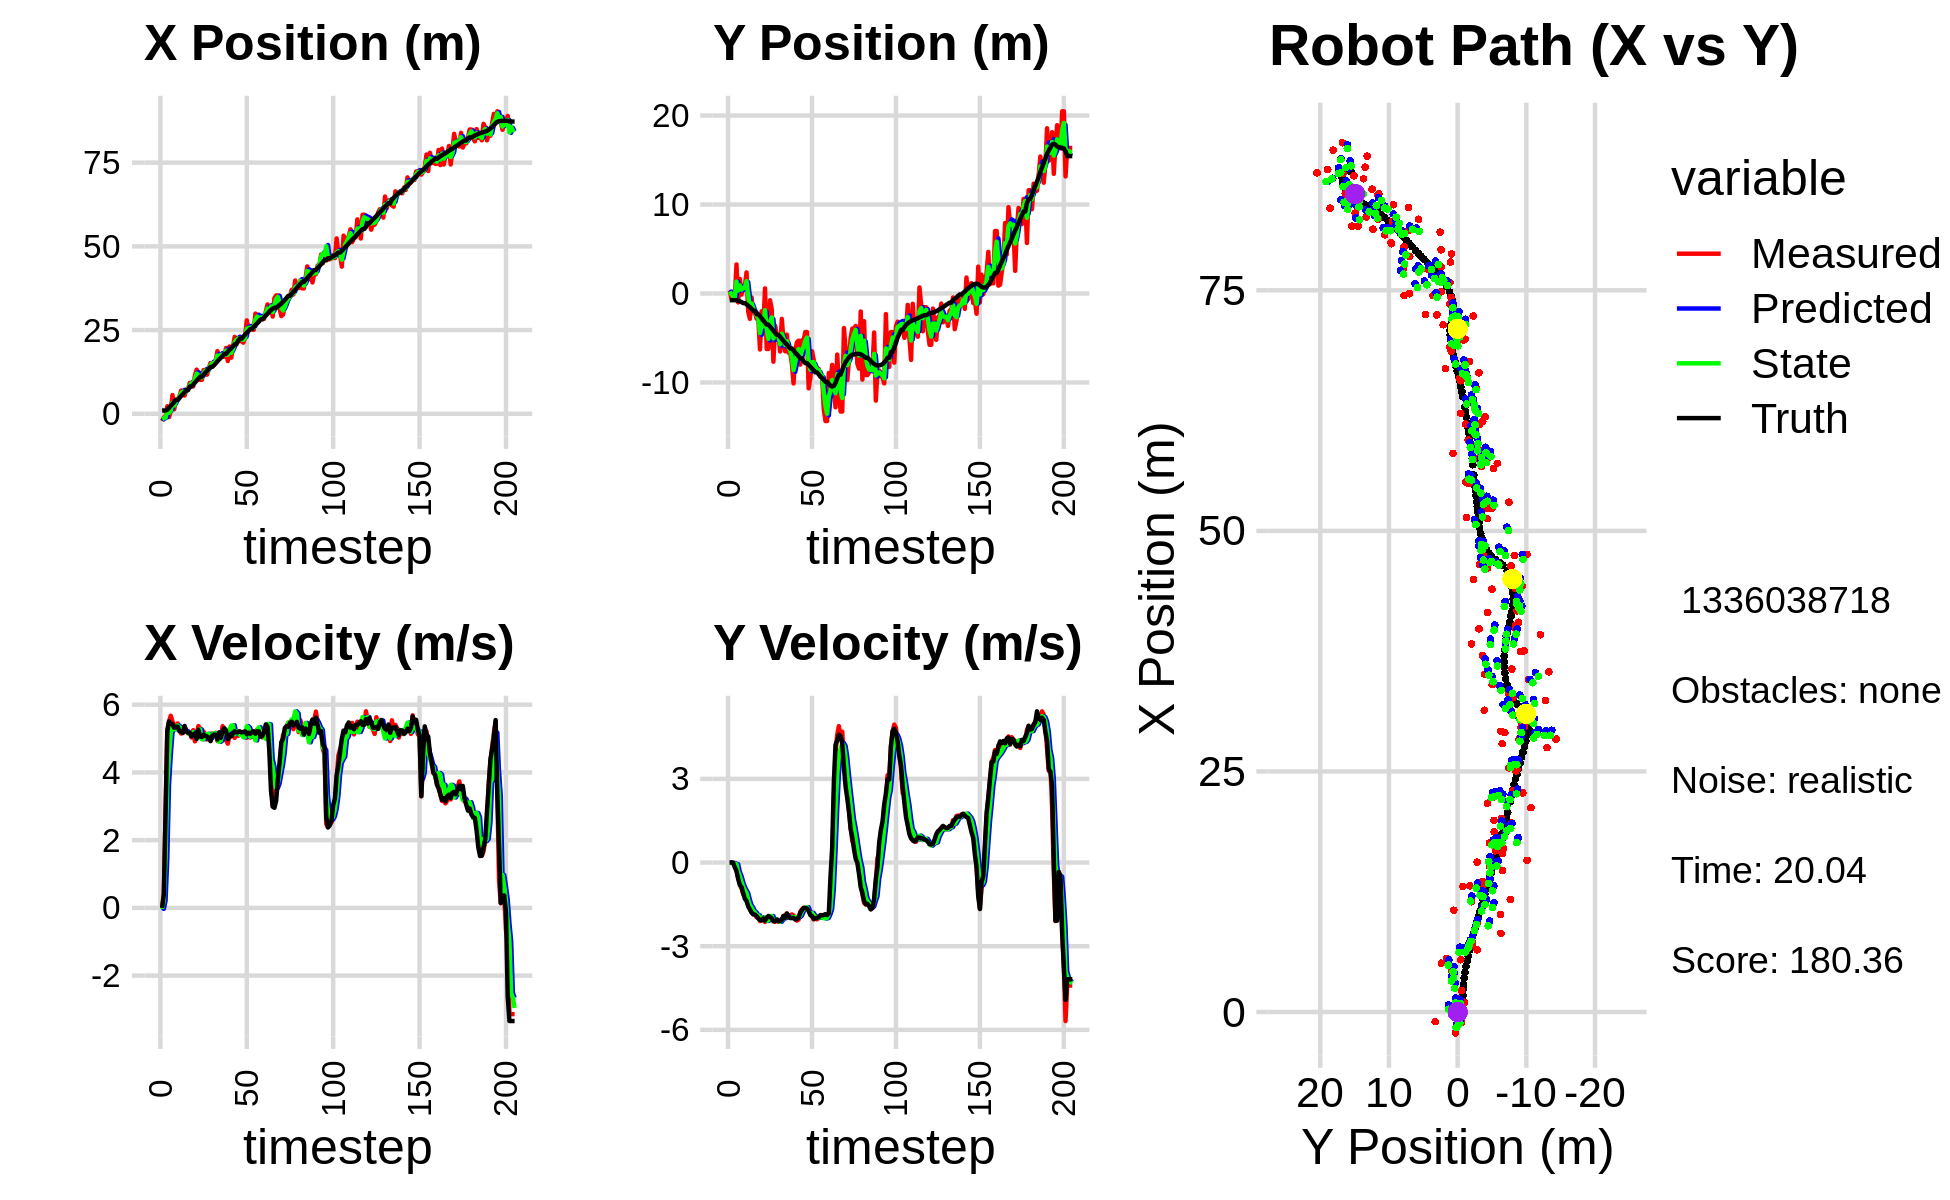 X Position (m)
75
50
25
0
0
50
100
150
200
timestep
Y Position (m)
20
10
0
-10
0
50
100
150
200
timestep
X Velocity (m/s)
6
4
2
0
-2
0
50
100
150
200
timestep
Y Velocity (m/s)
3
0
-3
-6
0
50
100
150
200
timestep
Robot Path (X vs Y)
X Position (m)
75
50
25
0
20 10 0 -10 -20
Y Position (m)
variable
Measured
Predicted
State
Truth
1336038718
Obstacles: none
Noise: realistic
Time: 20.04
Score: 180.36